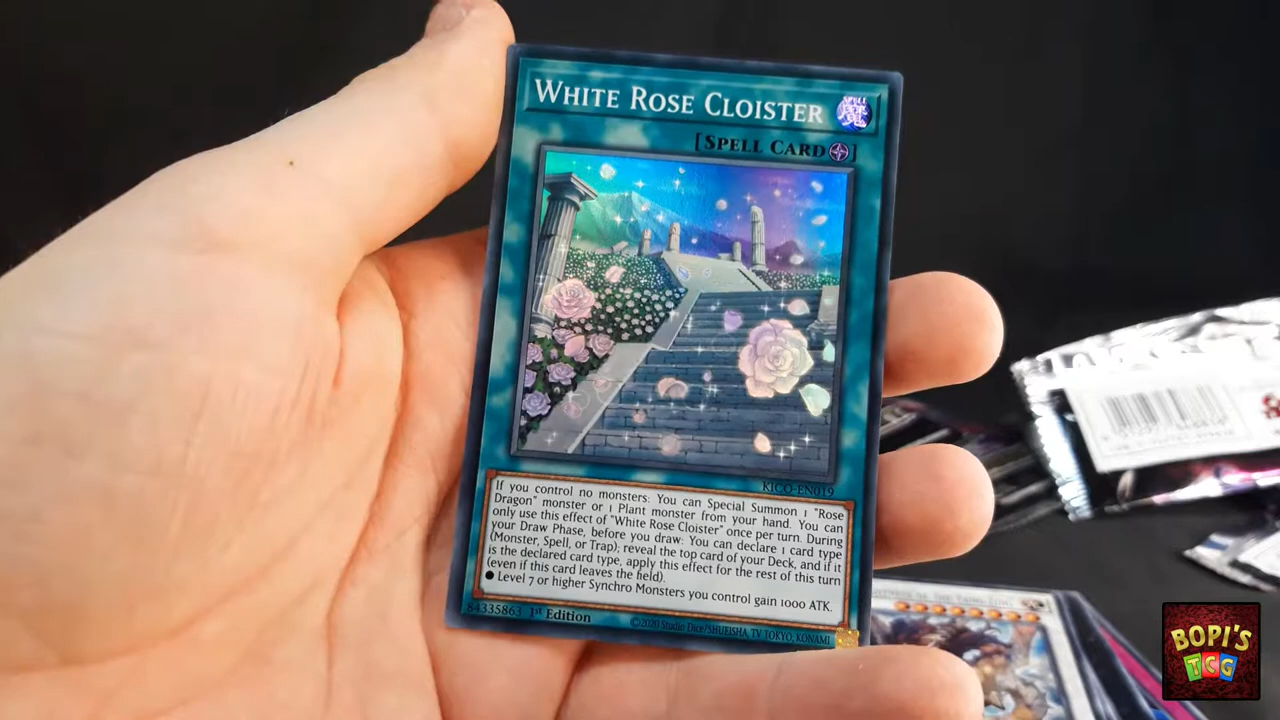 WHITE ROSE CLOISTER
SPELL
魔
[SPELL CARD]
KICO-EN019
If you control no monsters: You can Special Summon 1 "Rose
Dragon" monster or 1 Plant monster from your hand. You can
only use this effect of "White Rose Cloister" once per turn. During
your Draw Phase, before you draw: You can declare 1 card type
(Monster, Spell, or Trap); reveal the top card of your Deck, and if it
is the declared card type, apply this effect for the rest of this turn
(even if this card leaves the field).
● Level 7 or higher Synchro Monsters you control gain 1000 ATK.
84335863 1st Edition ©2020 Studio Dice/SHUEISHA, TV TOKYO, KONAMI
BOPI'S
TCG